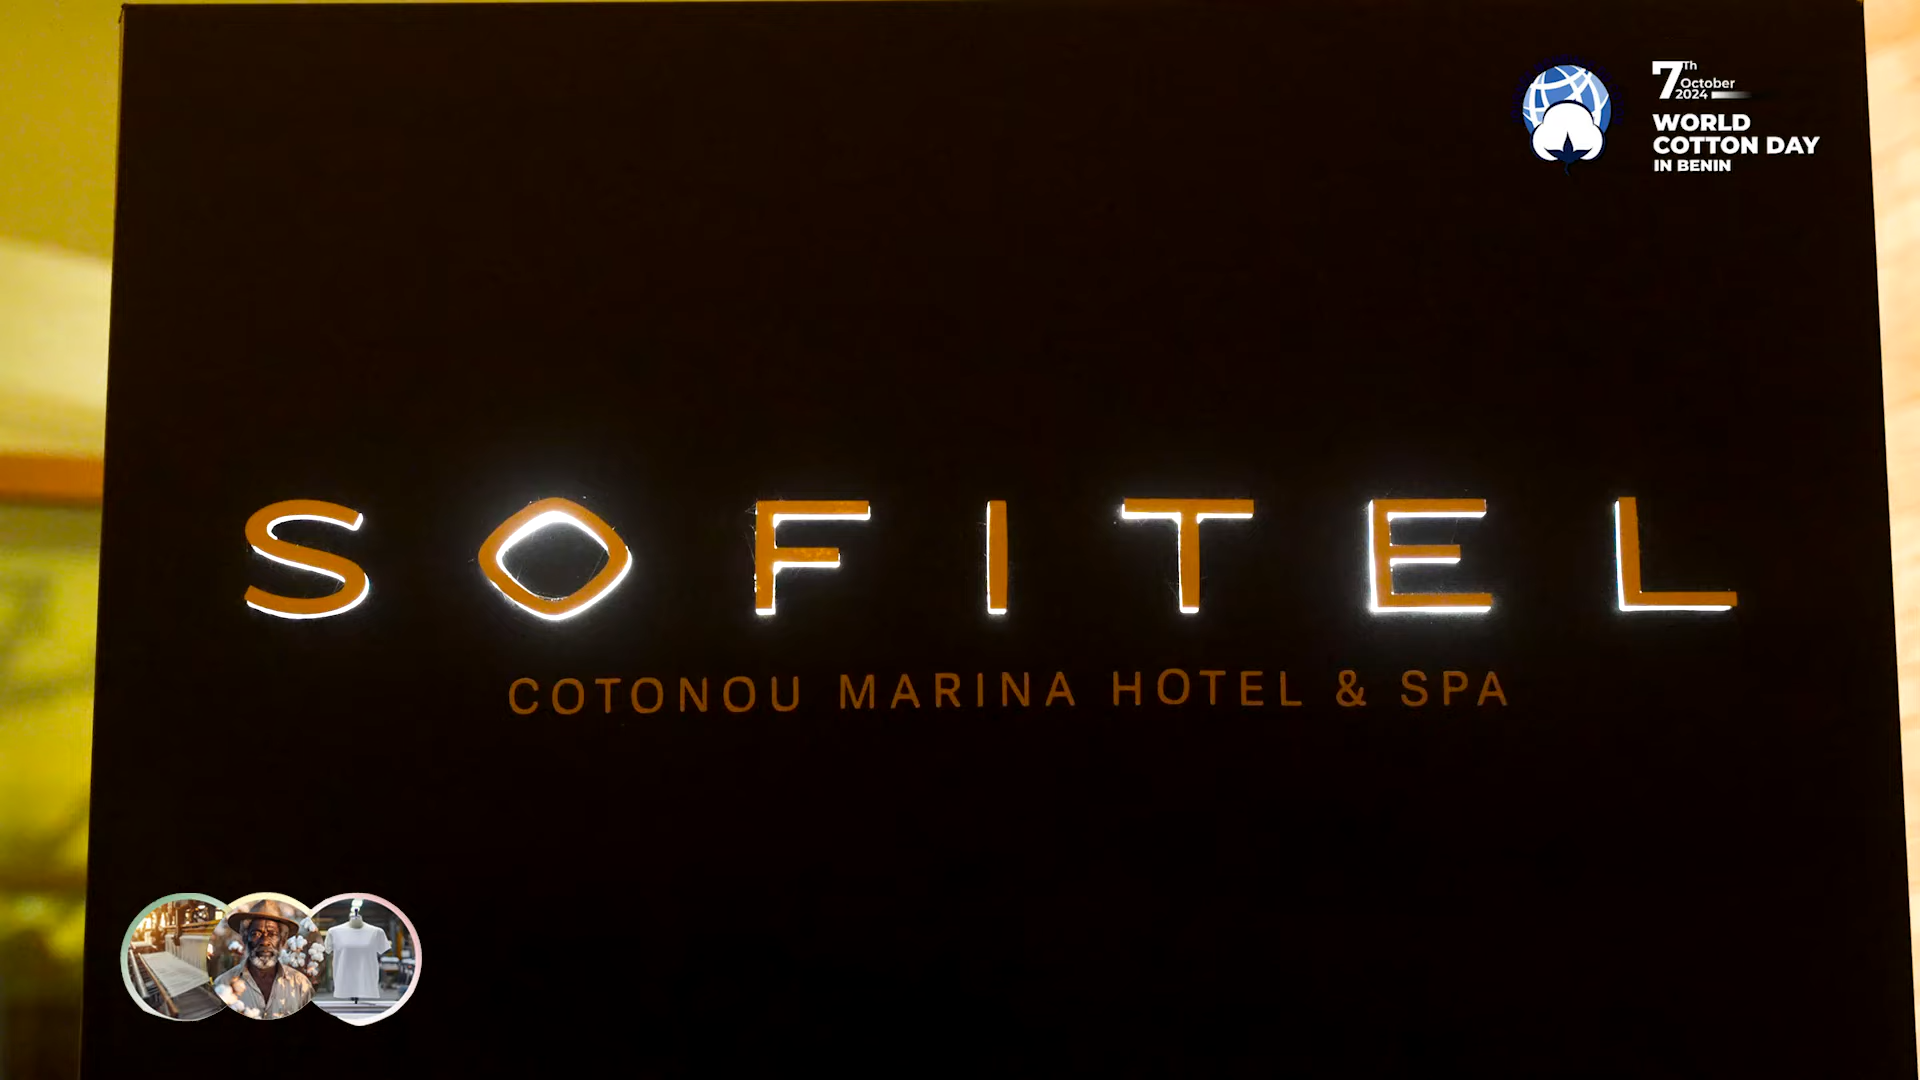 7Th
October
2024
WORLD
COTTON DAY
IN BENIN
SOFITEL
COTONOU MARINA HOTEL & SPA